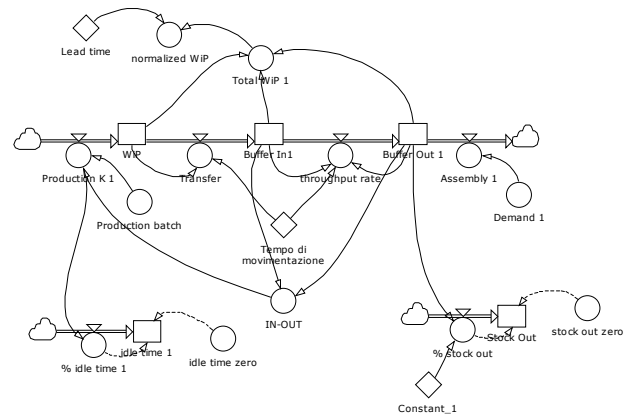 Lead time
normalized WiP
Total WiP 1
WIP
Buffer In1
Buffer Out 1
Production K 1
Transfer
throughput rate
Assembly 1
Production batch
Demand 1
Tempo di
movimentazione
IN-OUT
% idle time 1
idle time 1
idle time zero
% stock out
Stock Out
stock out zero
Constant_1